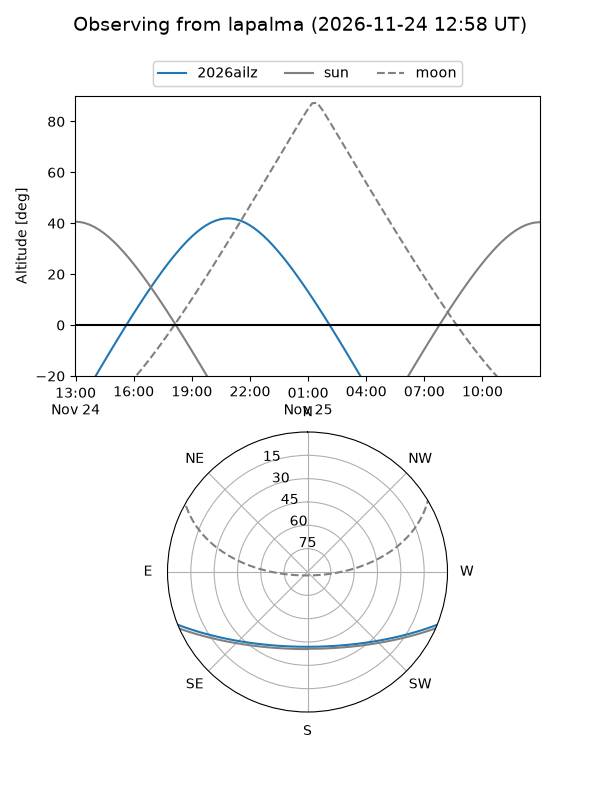 Observing from lapalma (2026-11-24 12:58 UT)
2026ailz sun moon
Altitude [deg]
80
60
40
20
0
−20
13:00 16:00 19:00 22:00 01:00 04:00 07:00 10:00
Nov 24 Nov 25
N
NE NW
15
30
45
60
75
E W
SE SW
S